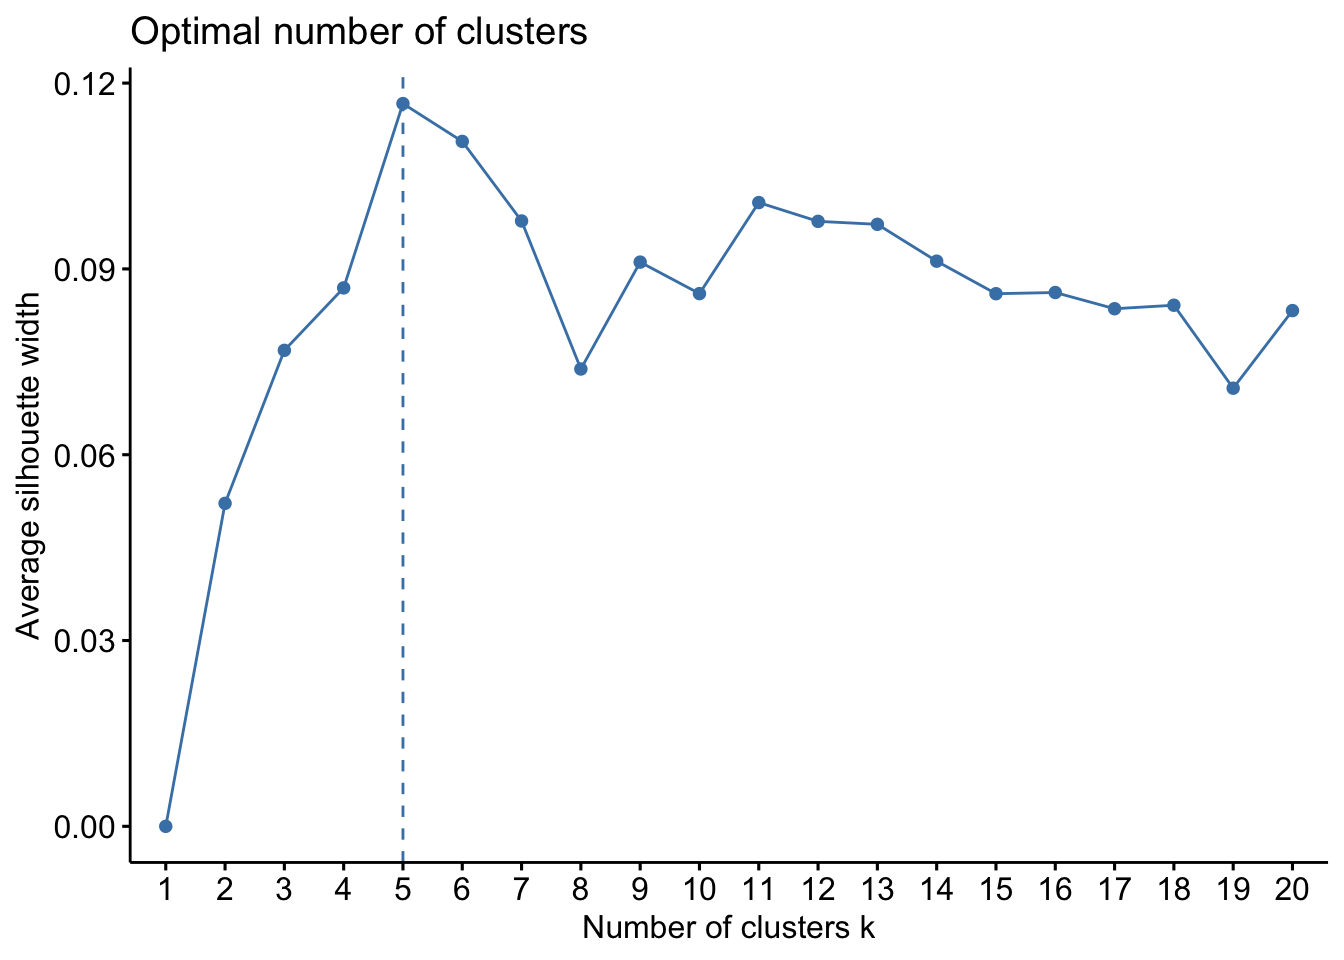 Optimal number of clusters
0.12
0.09
0.06
0.03
0.00
Average silhouette width
1 2 3 4 5 6 7 8 9 10 11 12 13 14 15 16 17 18 19 20
Number of clusters k